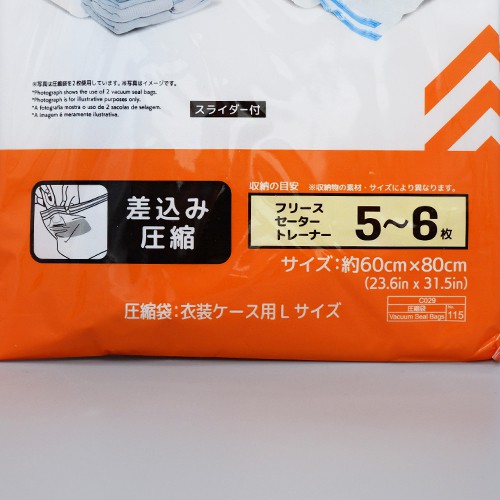 ※写真は圧縮袋を2枚使用しています。※写真はイメージです。
*Photograph shows the use of 2 vacuum seal bags.
*Photograph is for illustrative purposes only.
*A fotografia mostra o uso de 2 sacolas de selagem.
*A imagem é meramente ilustrativa.
スライダー付
収納の目安 ※収納物の素材・サイズにより異なります。
差込み
圧縮
フリース
セーター
トレーナー
5～6枚
サイズ:約60cm×80cm
(23.6in x 31.5in)
圧縮袋:衣装ケース用Lサイズ
C029
圧縮袋
Vacuum Seal Bags
No.
115